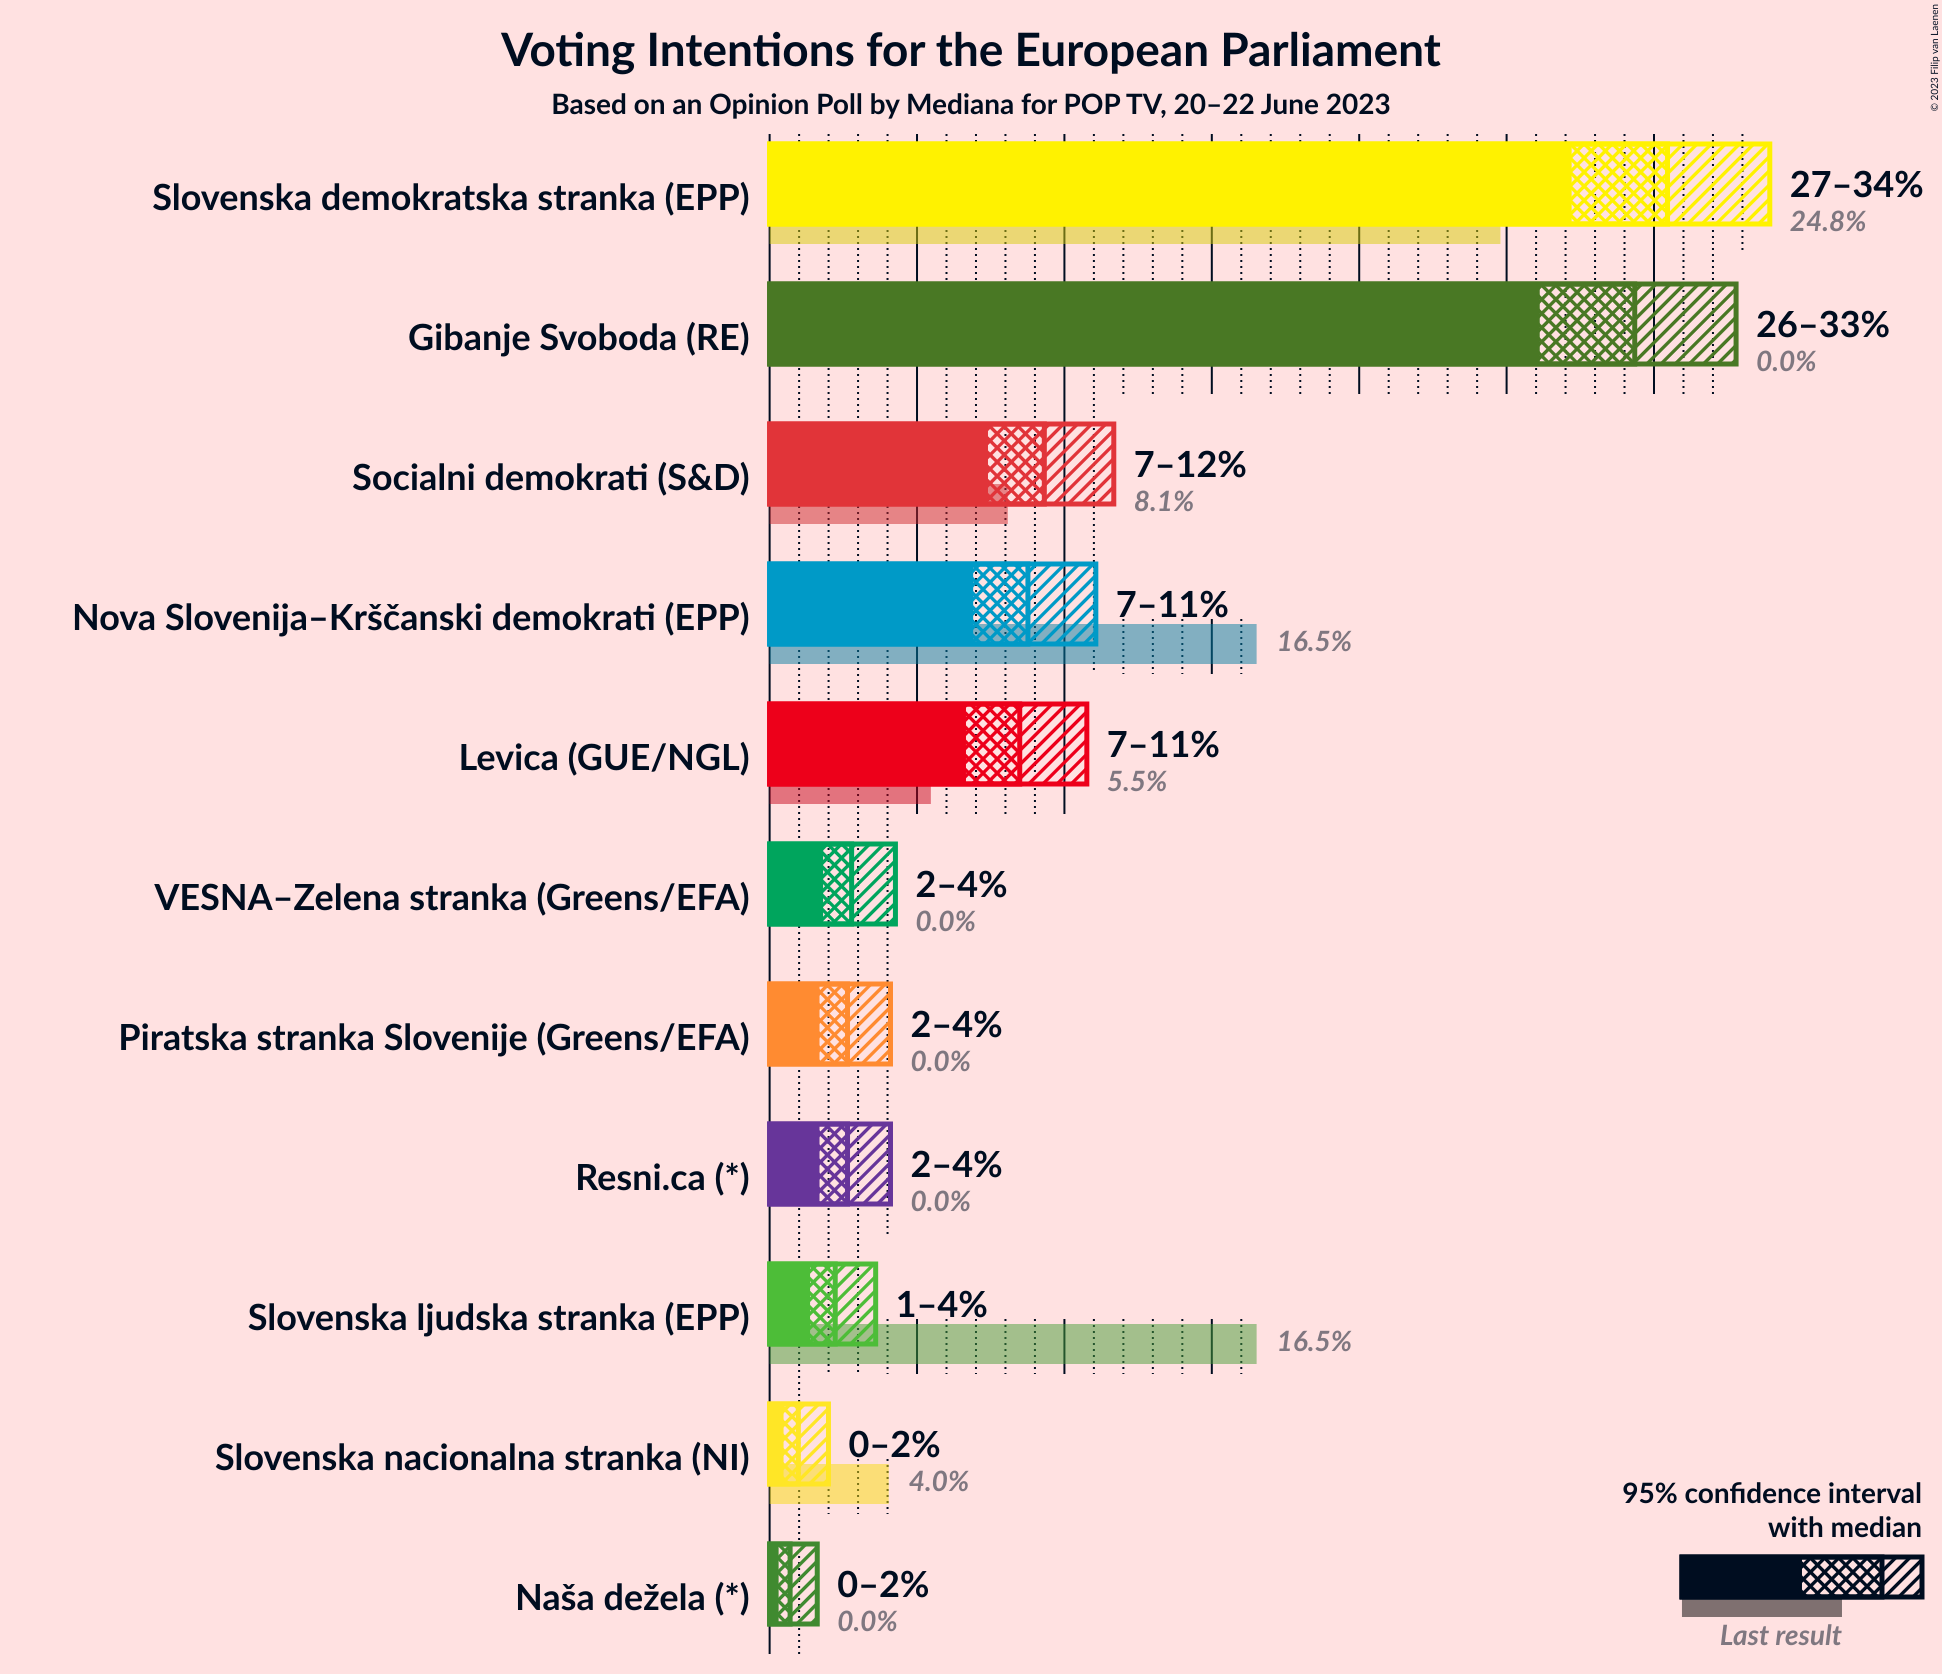 Voting Intentions for the European Parliament
Based on an Opinion Poll by Mediana for POP TV, 20–22 June 2023
© 2023 Filip van Laenen
Slovenska demokratska stranka (EPP)
27–34%
24.8%
Gibanje Svoboda (RE)
26–33%
0.0%
Socialni demokrati (S&D)
7–12%
8.1%
Nova Slovenija–Krščanski demokrati (EPP)
7–11%
16.5%
Levica (GUE/NGL)
7–11%
5.5%
VESNA–Zelena stranka (Greens/EFA)
2–4%
0.0%
Piratska stranka Slovenije (Greens/EFA)
2–4%
0.0%
Resni.ca (*)
2–4%
0.0%
Slovenska ljudska stranka (EPP)
1–4%
16.5%
Slovenska nacionalna stranka (NI)
0–2%
4.0%
Naša dežela (*)
0–2%
0.0%
95% confidence interval
with median
Last result